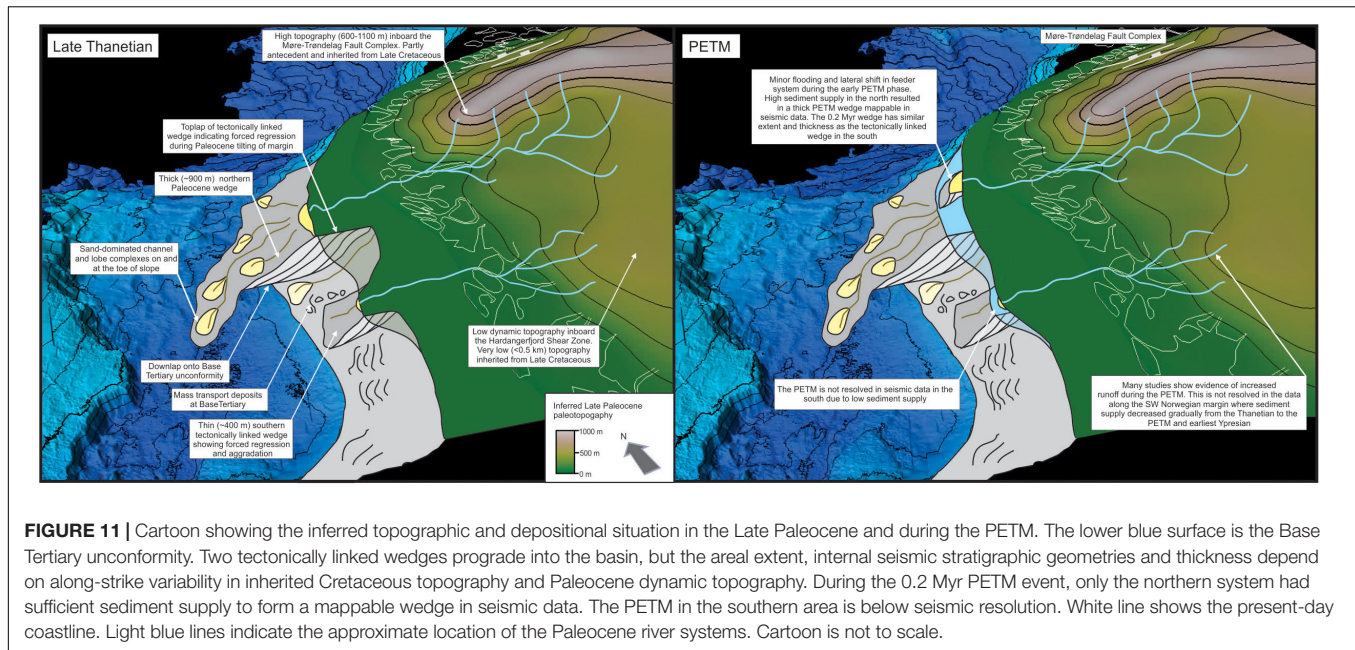 Late Thanetian
High topography (600-1100 m) inboard the
Møre-Trøndelag Fault Complex. Partly
antecedent and inherited from Late Cretaceous
Toplap of tectonically linked
wedge indicating forced regression
during Paleocene tilting of margin
Thick (~900 m) northern
Paleocene wedge
Sand-dominated channel
and lobe complexes on and
at the toe of slope
Downlap onto Base
Tertiary unconformity
Mass transport deposits
at BaseTertiary
Thin (~400 m) southern
tectonically linked wedge
showing forced regression
and aggradation
Low dynamic topography inboard
the Hardangerfjord Shear Zone.
Very low (<0.5 km) topography
inherited from Late Cretaceous
Inferred Late Paleocene
paleotopography
1000 m
500 m
0 m
N
PETM
Møre-Trøndelag Fault Complex
Minor flooding and lateral shift in feeder
system during the early PETM phase.
High sediment supply in the north resulted
in a thick PETM wedge mappable in
seismic data. The 0.2 Myr wedge has similar
extent and thickness as the tectonically linked
wedge in the south
The PETM is not resolved in seismic data in the
south due to low sediment supply
Many studies show evidence of increased
runoff during the PETM. This is not resolved in the data
along the SW Norwegian margin where sediment
supply decreased gradually from the Thanetian to the
PETM and earliest Ypresian
FIGURE 11 | Cartoon showing the inferred topographic and depositional situation in the Late Paleocene and during the PETM. The lower blue surface is the Base
Tertiary unconformity. Two tectonically linked wedges prograde into the basin, but the areal extent, internal seismic stratigraphic geometries and thickness depend
on along-strike variability in inherited Cretaceous topography and Paleocene dynamic topography. During the 0.2 Myr PETM event, only the northern system had
sufficient sediment supply to form a mappable wedge in seismic data. The PETM in the southern area is below seismic resolution. White line shows the present-day
coastline. Light blue lines indicate the approximate location of the Paleocene river systems. Cartoon is not to scale.